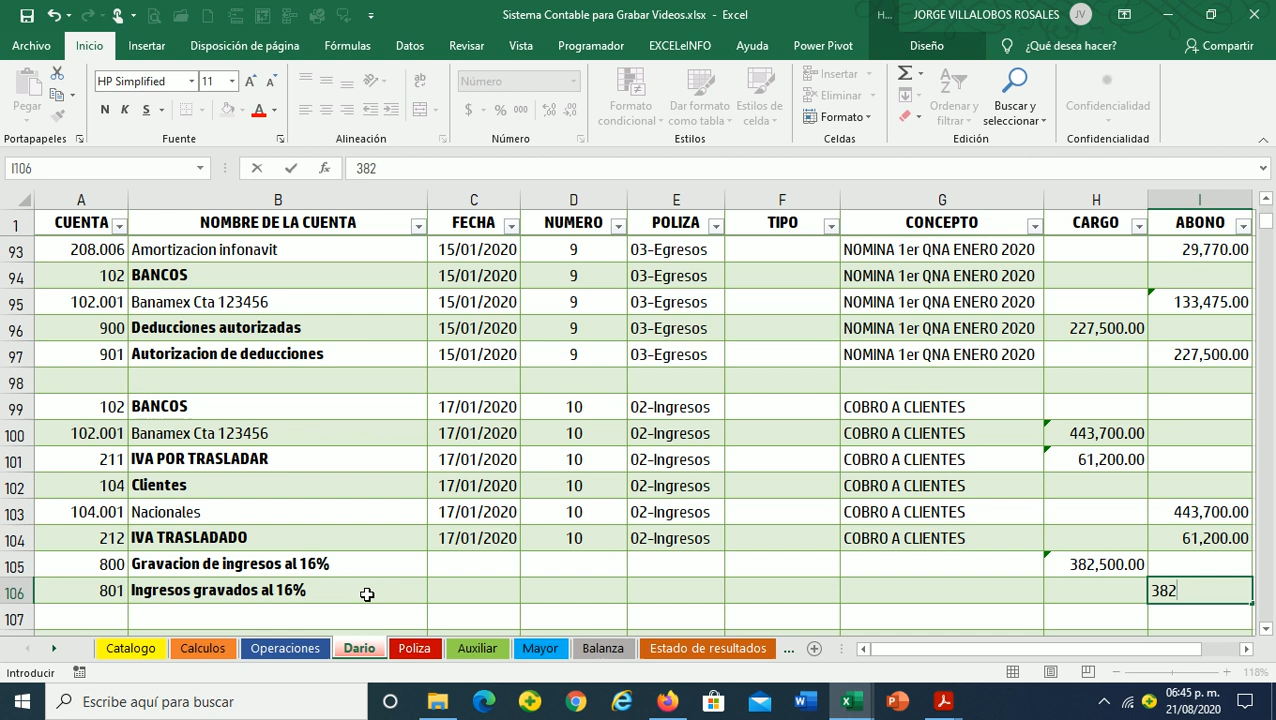 Sistema Contable para Grabar Videos.xlsx - Excel
H...
JORGE VILLALOBOS ROSALES
JV
Archivo Inicio Insertar Disposición de página Fórmulas Datos Revisar Vista Programador EXCELeINFO Ayuda Power Pivot Diseño ¿Qué desea hacer? Compartir
HP Simplified 11 Número Insertar
Pegar Formato condicional Dar formato como tabla Estilos de celda Eliminar Ordenar y filtrar Buscar y seleccionar Confidencialidad
N K S $ % 000 Formato
Portapapeles Fuente Alineación Número Estilos Celdas Edición Confidencialidad
I106 fx 382
A B C D E F G H I
1 CUENTA NOMBRE DE LA CUENTA FECHA NUMERO POLIZA TIPO CONCEPTO CARGO ABONO
93 208.006 Amortizacion infonavit 15/01/2020 9 03-Egresos NOMINA 1er QNA ENERO 2020 29,770.00
94 102 BANCOS 15/01/2020 9 03-Egresos NOMINA 1er QNA ENERO 2020
95 102.001 Banamex Cta 123456 15/01/2020 9 03-Egresos NOMINA 1er QNA ENERO 2020 133,475.00
96 900 Deducciones autorizadas 15/01/2020 9 03-Egresos NOMINA 1er QNA ENERO 2020 227,500.00
97 901 Autorizacion de deducciones 15/01/2020 9 03-Egresos NOMINA 1er QNA ENERO 2020 227,500.00
98
99 102 BANCOS 17/01/2020 10 02-Ingresos COBRO A CLIENTES
100 102.001 Banamex Cta 123456 17/01/2020 10 02-Ingresos COBRO A CLIENTES 443,700.00
101 211 IVA POR TRASLADAR 17/01/2020 10 02-Ingresos COBRO A CLIENTES 61,200.00
102 104 Clientes 17/01/2020 10 02-Ingresos COBRO A CLIENTES
103 104.001 Nacionales 17/01/2020 10 02-Ingresos COBRO A CLIENTES 443,700.00
104 212 IVA TRASLADADO 17/01/2020 10 02-Ingresos COBRO A CLIENTES 61,200.00
105 800 Gravacion de ingresos al 16% 382,500.00
106 801 Ingresos gravados al 16% 382
107
Catalogo Calculos Operaciones Dario Poliza Auxiliar Mayor Balanza Estado de resultados ...
Introducir 118%
Escribe aquí para buscar
06:45 p. m.
21/08/2020